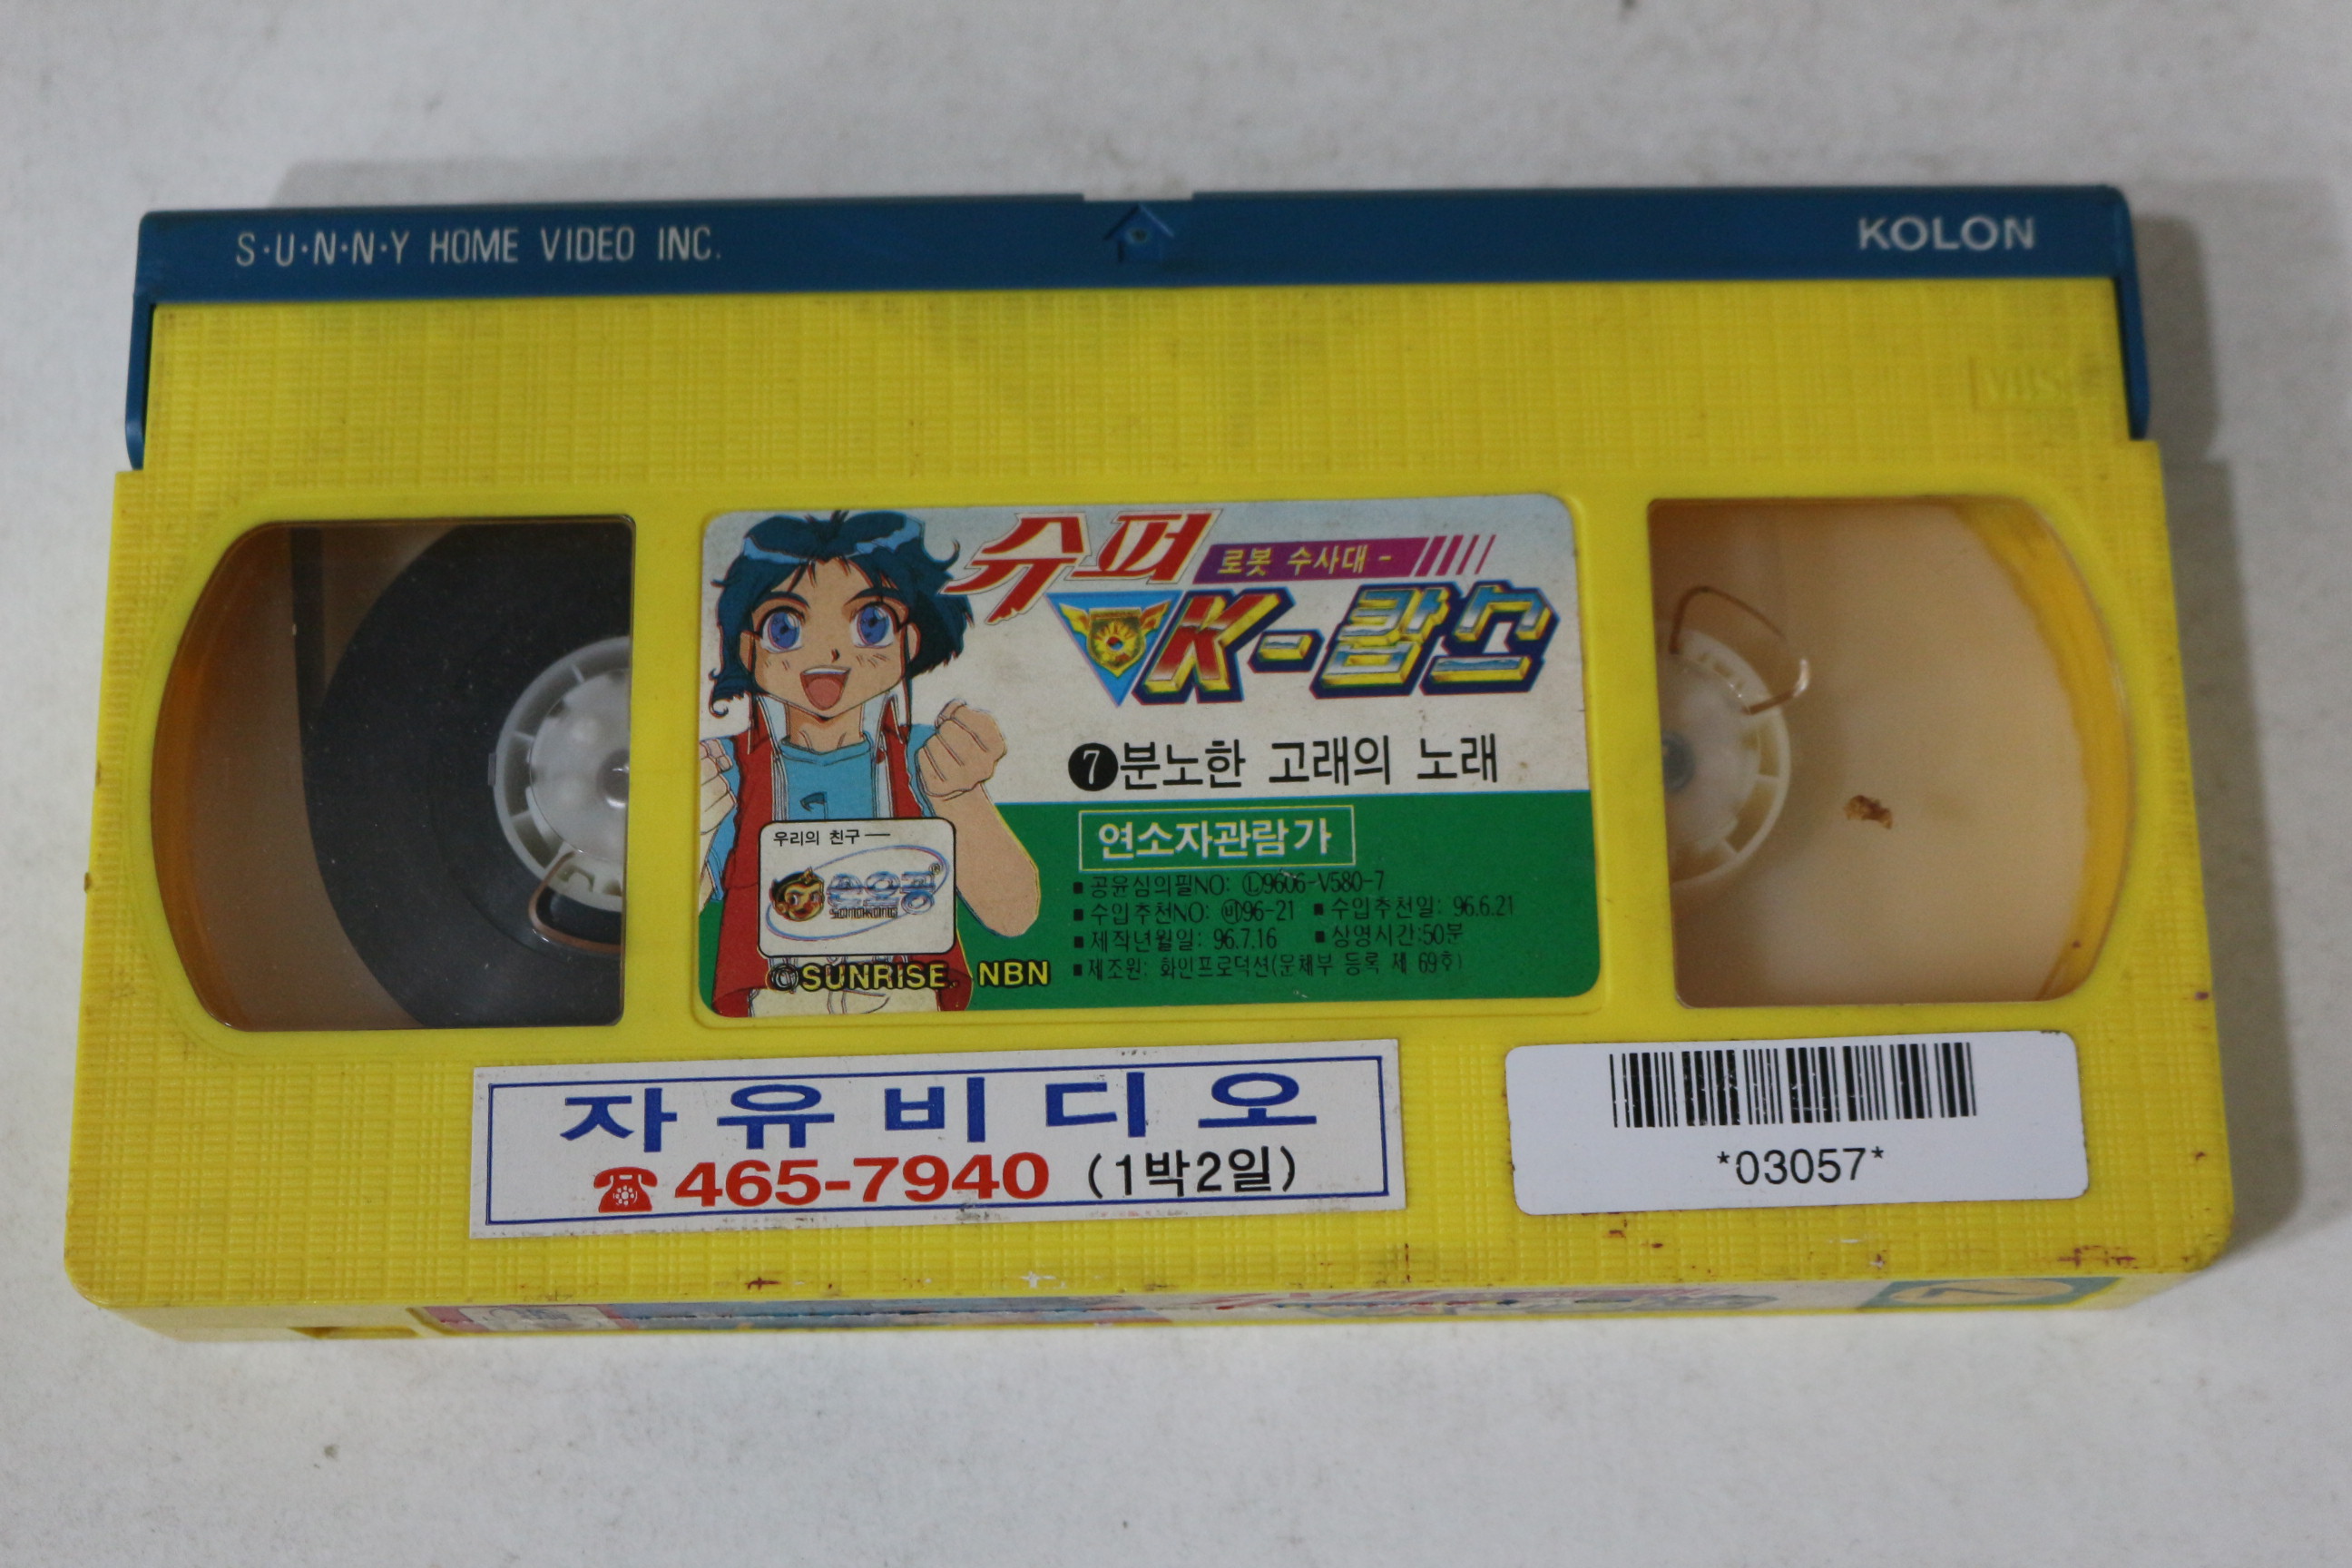 S·U·N·N·Y HOME VIDEO INC.
KOLON
VHS
슈퍼
로봇 수사대 -
K-캅스
❼분노한 고래의 노래
연소자관람가
우리의 친구 —
손오공
SONOKONG
■ 공윤심의필NO: Ⓛ9606-V580-7
■ 수입추천NO: ㉥96-21 ■ 수입추천일: 96.6.21
■ 제작년월일: 96.7.16 ■ 상영시간:50분
■ 제조원: 화인프로덕션(문체부 등록 제 69호)
©SUNRISE. NBN
자유비디오
☎465-7940 (1박2일)
*03057*
7